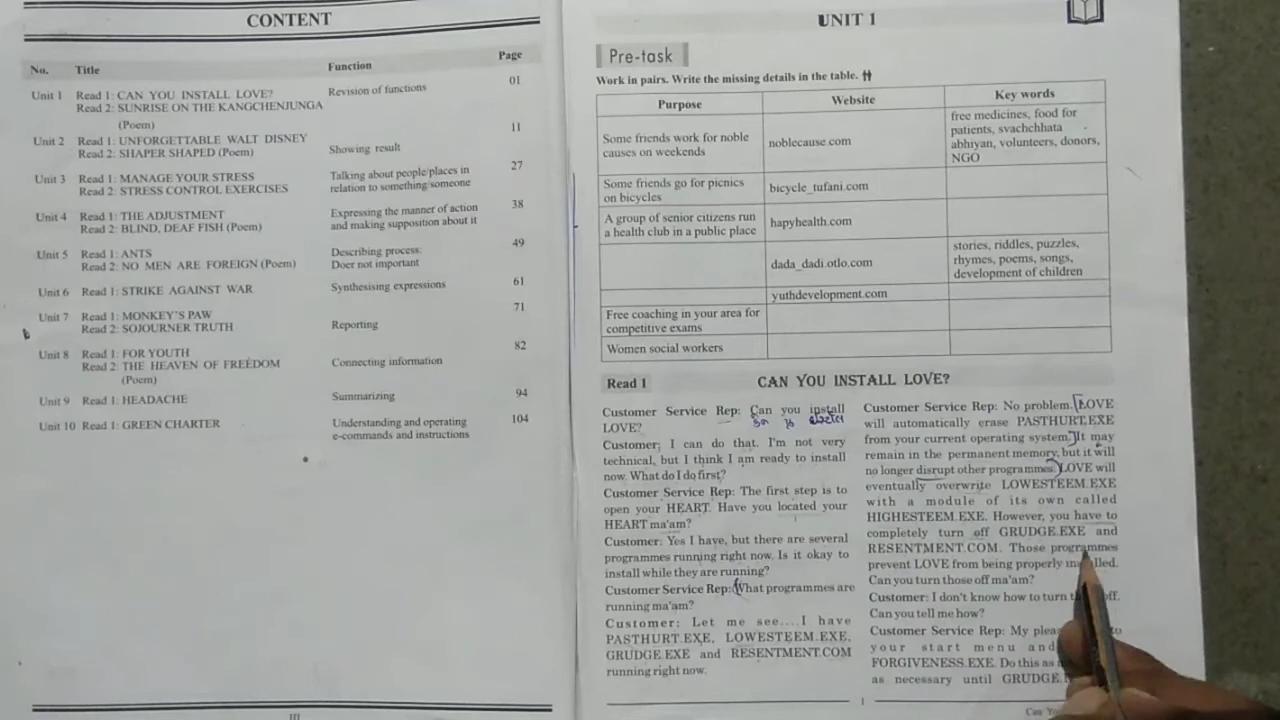 CONTENT
No. Title Function Page
Unit 1 Read 1: CAN YOU INSTALL LOVE? Revision of functions 01
Read 2: SUNRISE ON THE KANGCHENJUNGA
(Poem)
Unit 2 Read 1: UNFORGETTABLE WALT DISNEY 11
Read 2: SHAPER SHAPED (Poem) Showing result
Unit 3 Read 1: MANAGE YOUR STRESS Talking about people/places in 27
Read 2: STRESS CONTROL EXERCISES relation to something/someone
Unit 4 Read 1: THE ADJUSTMENT Expressing the manner of action 38
Read 2: BLIND, DEAF FISH (Poem) and making supposition about it
Unit 5 Read 1: ANTS Describing process: 49
Read 2: NO MEN ARE FOREIGN (Poem) Doer not important
Unit 6 Read 1: STRIKE AGAINST WAR Synthesising expressions 61
Unit 7 Read 1: MONKEY'S PAW 71
Read 2: SOJOURNER TRUTH Reporting
Unit 8 Read 1: FOR YOUTH 82
Read 2: THE HEAVEN OF FREEDOM Connecting information
(Poem)
Unit 9 Read 1: HEADACHE Summarizing 94
Unit 10 Read 1: GREEN CHARTER Understanding and operating 104
e-commands and instructions
III
UNIT 1
Pre-task
Work in pairs. Write the missing details in the table.
Purpose Website Key words
Some friends work for noble causes on weekends noblecause.com free medicines, food for
patients, svachchhata
abhiyan, volunteers, donors,
NGO
Some friends go for picnics bicycle_tufani.com
on bicycles
A group of senior citizens run hapyhealth.com
a health club in a public place
dada_dadi.otlo.com stories, riddles, puzzles,
rhymes, poems, songs,
development of children
yuthdevelopment.com
Free coaching in your area for
competitive exams
Women social workers
Read 1 CAN YOU INSTALL LOVE?
Customer Service Rep: Can you install
LOVE?
Customer: I can do that. I'm not very
technical, but I think I am ready to install
now. What do I do first?
Customer Service Rep: The first step is to
open your HEART. Have you located your
HEART ma'am?
Customer: Yes I have, but there are several
programmes running right now. Is it okay to
install while they are running?
Customer Service Rep: What programmes are
running ma'am?
Customer: Let me see....I have
PASTHURT.EXE, LOWESTEEM.EXE,
GRUDGE.EXE and RESENTMENT.COM
running right now.
Customer Service Rep: No problem. LOVE
will automatically erase PASTHURT.EXE
from your current operating system. It may
remain in the permanent memory, but it will
no longer disrupt other programmes. LOVE will
eventually overwrite LOWESTEEM.EXE
with a module of its own called
HIGHESTEEM.EXE. However, you have to
completely turn off GRUDGE.EXE and
RESENTMENT.COM. Those programmes
prevent LOVE from being properly installed.
Can you turn those off ma'am?
Customer: I don't know how to turn off.
Can you tell me how?
Customer Service Rep: My to
your start menu and
FORGIVENESS.EXE. Do this as
as necessary until
1